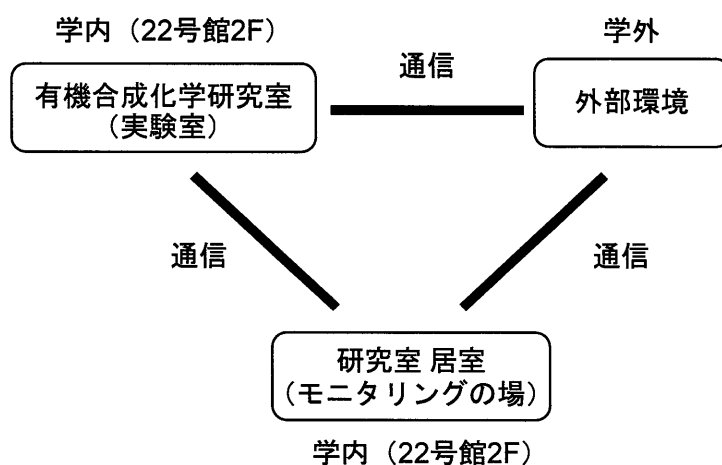 学内（22号館2F）
学外
通信
有機合成化学研究室
（実験室）
外部環境
通信
通信
研究室 居室
（モニタリングの場）
学内（22号館2F）